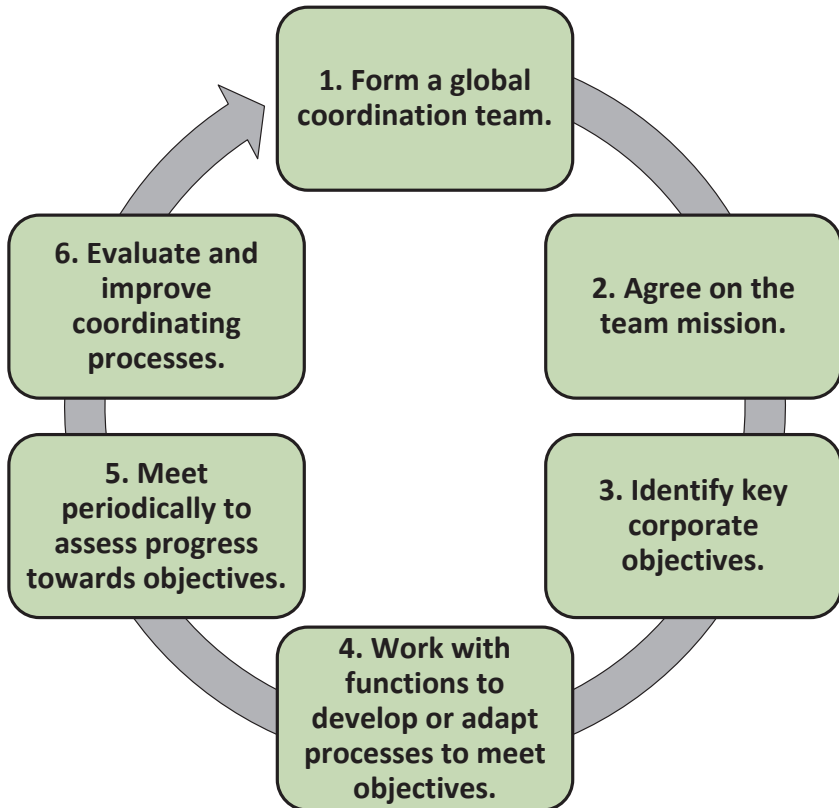 1. Form a global
coordination team.
2. Agree on the
team mission.
3. Identify key
corporate
objectives.
4. Work with
functions to
develop or adapt
processes to meet
objectives.
5. Meet
periodically to
assess progress
towards objectives.
6. Evaluate and
improve
coordinating
processes.